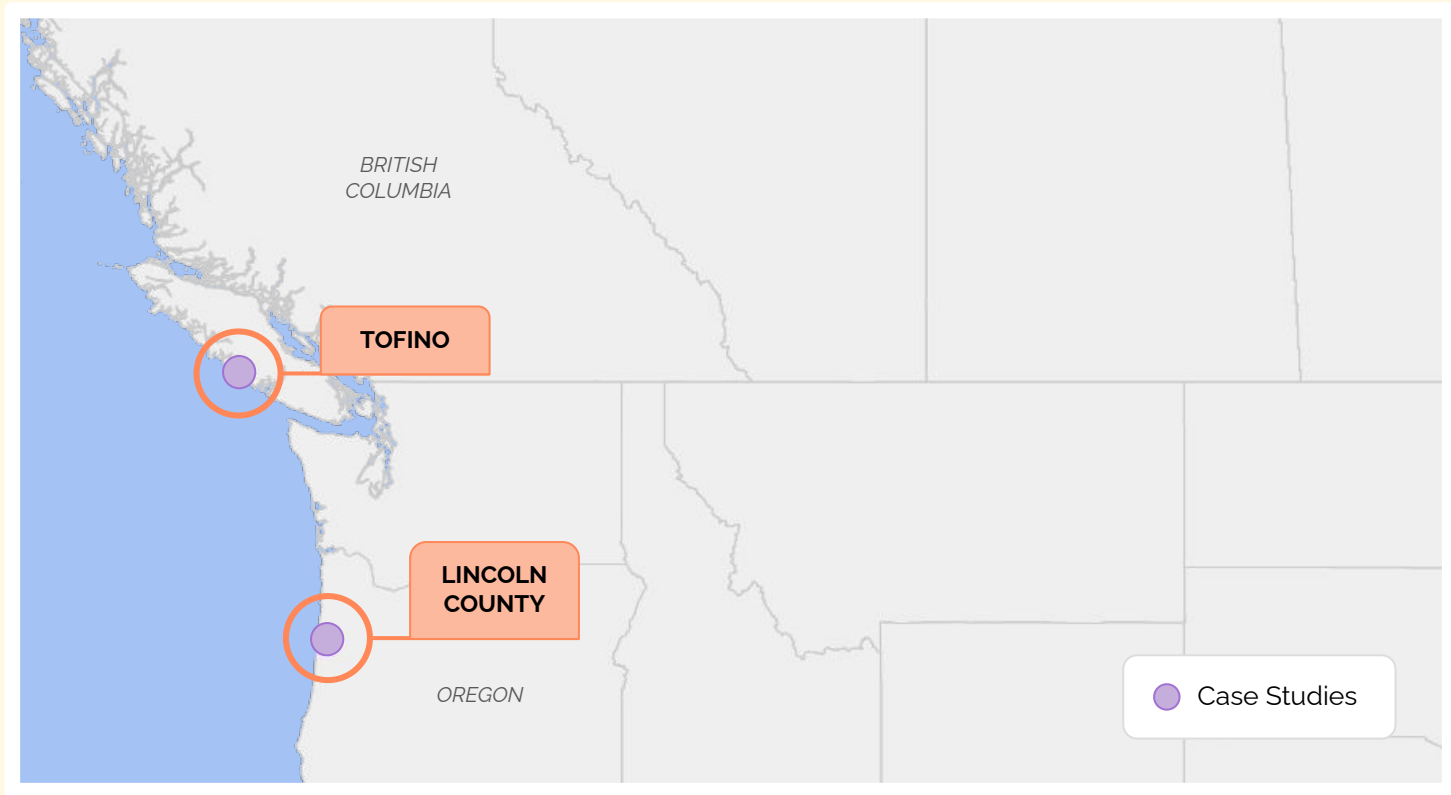 BRITISH
COLUMBIA
TOFINO
LINCOLN
COUNTY
OREGON
Case Studies